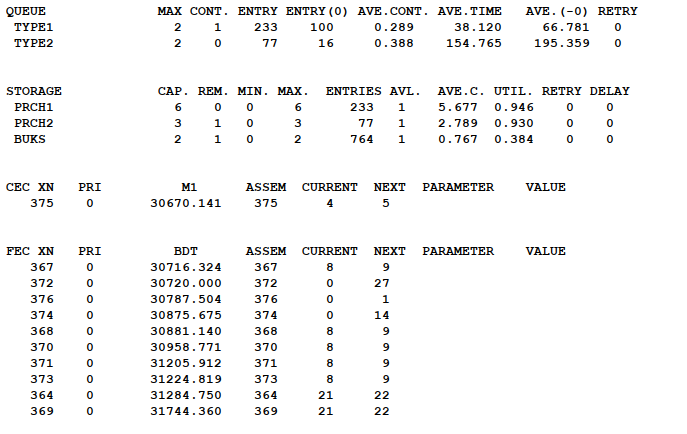 QUEUE MAX CONT. ENTRY ENTRY(0) AVE.CONT. AVE.TIME AVE.(-0) RETRY
TYPE1 2 1 233 100 0.289 38.120 66.781 0
TYPE2 2 0 77 16 0.388 154.765 195.359 0
STORAGE CAP. REM. MIN. MAX. ENTRIES AVL. AVE.C. UTIL. RETRY DELAY
PRCH1 6 0 0 6 233 1 5.677 0.946 0 0
PRCH2 3 1 0 3 77 1 2.789 0.930 0 0
BUKS 2 1 0 2 764 1 0.767 0.384 0 0
CEC XN PRI M1 ASSEM CURRENT NEXT PARAMETER VALUE
375 0 30670.141 375 4 5
FEC XN PRI BDT ASSEM CURRENT NEXT PARAMETER VALUE
367 0 30716.324 367 8 9
372 0 30720.000 372 0 27
376 0 30787.504 376 0 1
374 0 30875.675 374 0 14
368 0 30881.140 368 8 9
370 0 30958.771 370 8 9
371 0 31205.912 371 8 9
373 0 31224.819 373 8 9
364 0 31284.750 364 21 22
369 0 31744.360 369 21 22